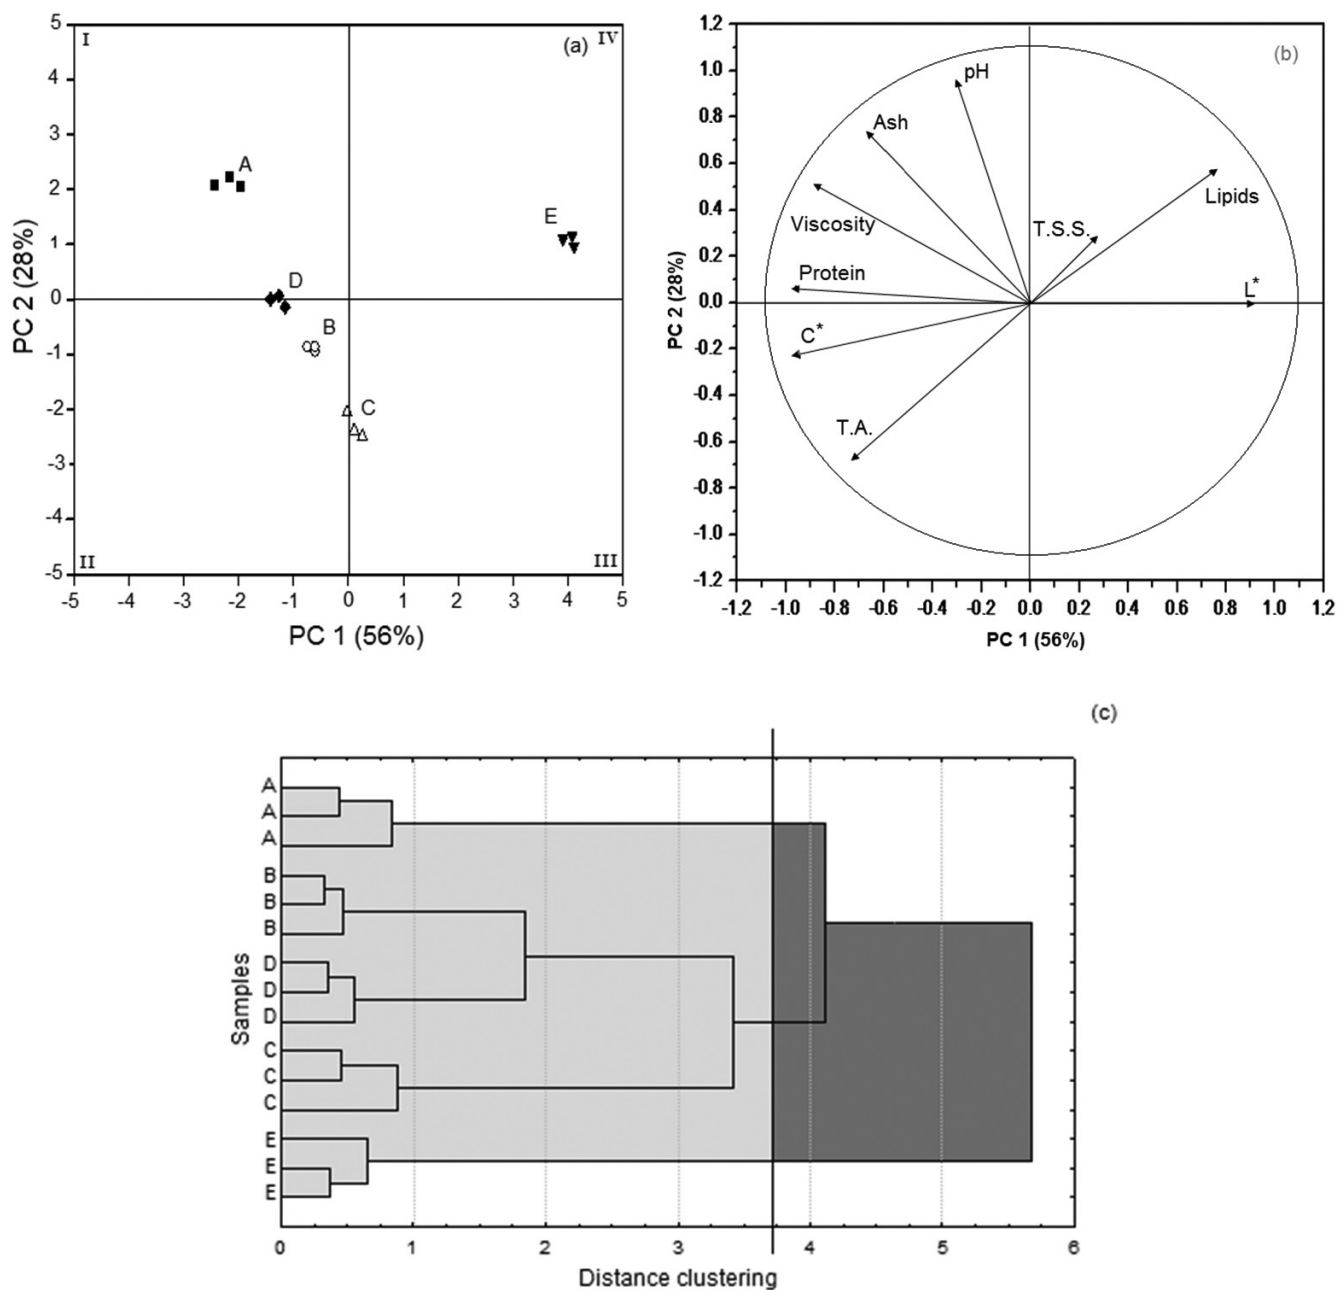 I
(a)
IV
A
E
D
B
C
II
III
5
4
3
2
1
0
-1
-2
-3
-4
-5
PC 2 (28%)
-5 -4 -3 -2 -1 0 1 2 3 4 5
PC 1 (56%)
(b)
pH
Ash
Lipids
T.S.S.
Viscosity
Protein
L*
C*
T.A.
1.2
1.0
0.8
0.6
0.4
0.2
0.0
-0.2
-0.4
-0.6
-0.8
-1.0
-1.2
PC 2 (28%)
-1.2 -1.0 -0.8 -0.6 -0.4 -0.2 0.0 0.2 0.4 0.6 0.8 1.0 1.2
PC 1 (56%)
(c)
A
A
A
B
B
B
D
D
D
C
C
C
E
E
E
Samples
0 1 2 3 4 5 6
Distance clustering